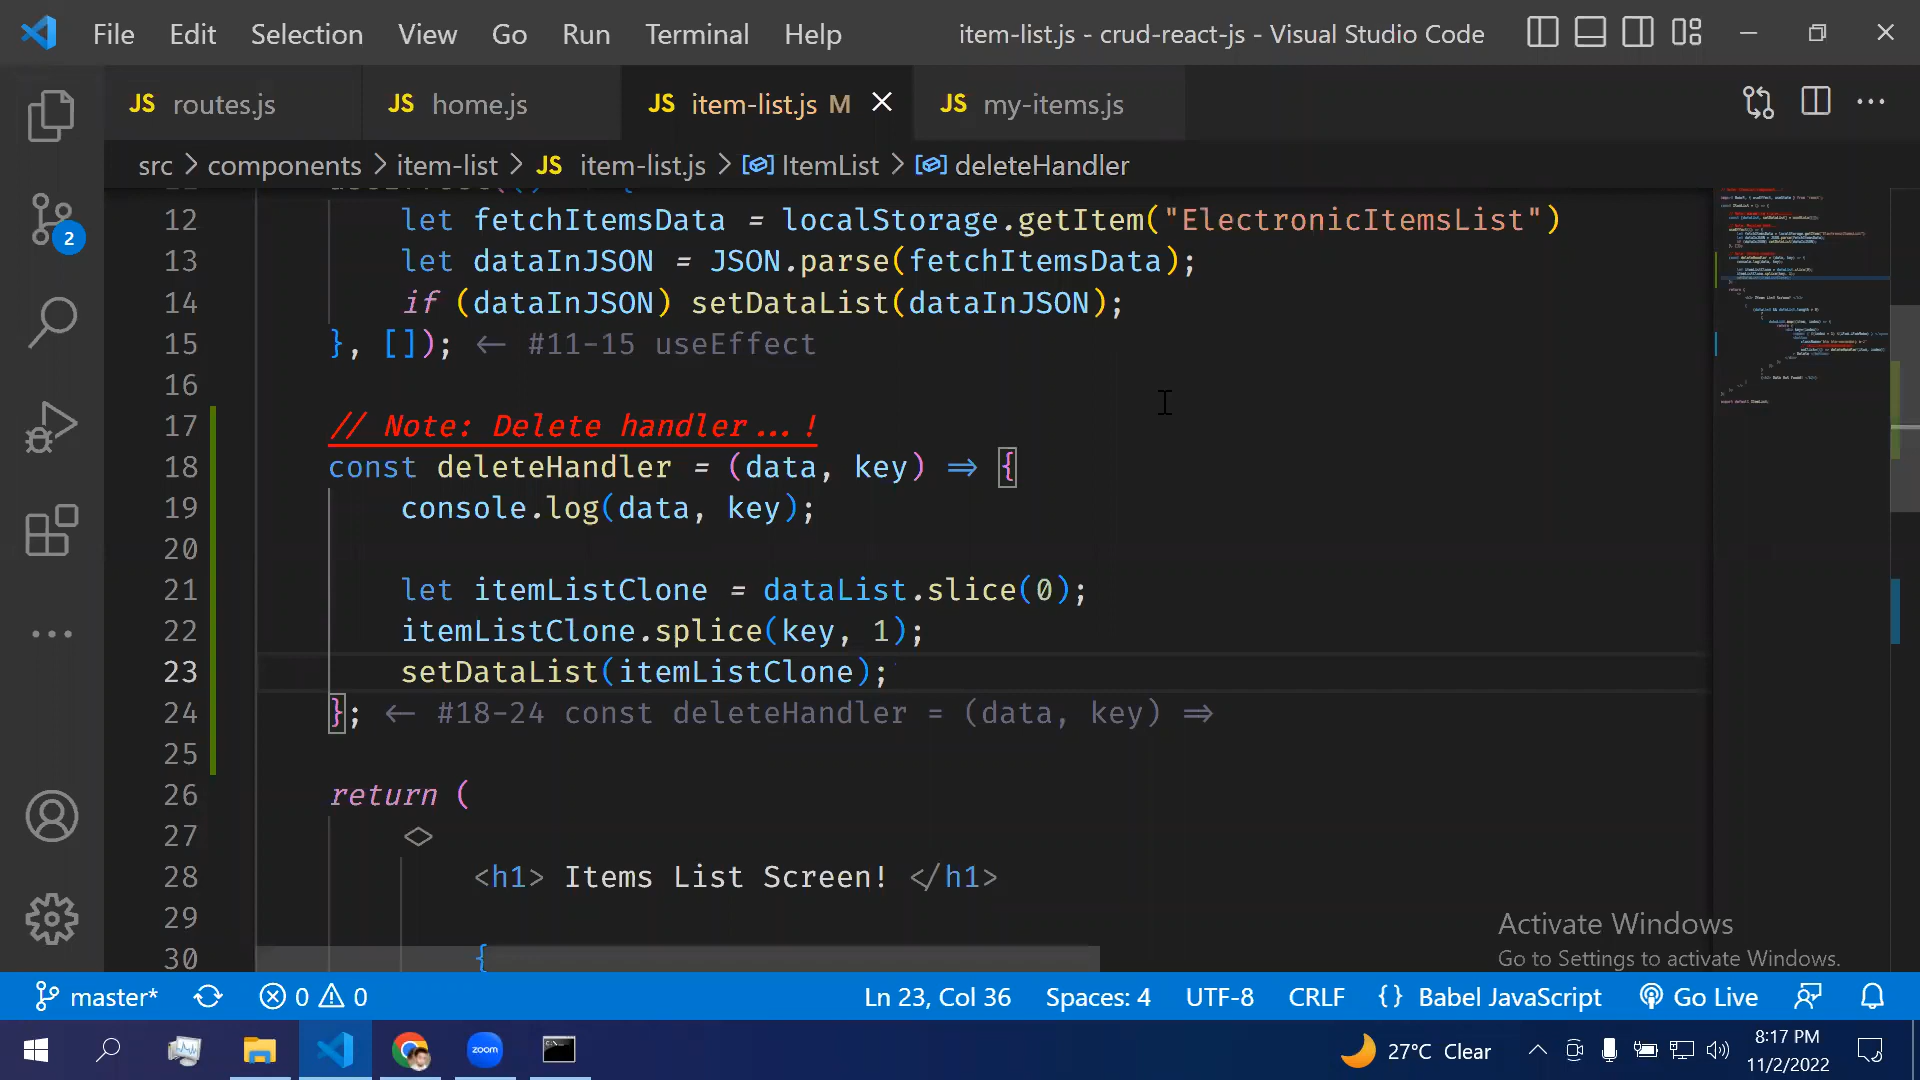 File Edit Selection View Go Run Terminal Help item-list.js - crud-react-js - Visual Studio Code
JS routes.js JS home.js JS item-list.js M JS my-items.js
src > components > item-list > JS item-list.js > ItemList > deleteHandler
12 let fetchItemsData = localStorage.getItem("ElectronicItemsList")
13 let dataInJSON = JSON.parse(fetchItemsData);
14 if (dataInJSON) setDataList(dataInJSON);
15 }, []); <- #11-15 useEffect
16
17 // Note: Delete handler...!
18 const deleteHandler = (data, key) => {
19 console.log(data, key);
20
21 let itemListClone = dataList.slice(0);
22 itemListClone.splice(key, 1);
23 setDataList(itemListClone);
24 }; <- #18-24 const deleteHandler = (data, key) =>
25
26 return (
27 <>
28 <h1> Items List Screen! </h1>
29
30 {
2
Activate Windows
Go to Settings to activate Windows.
master* 0 0 Ln 23, Col 36 Spaces: 4 UTF-8 CRLF {} Babel JavaScript Go Live
zoom 27°C Clear 8:17 PM
11/2/2022